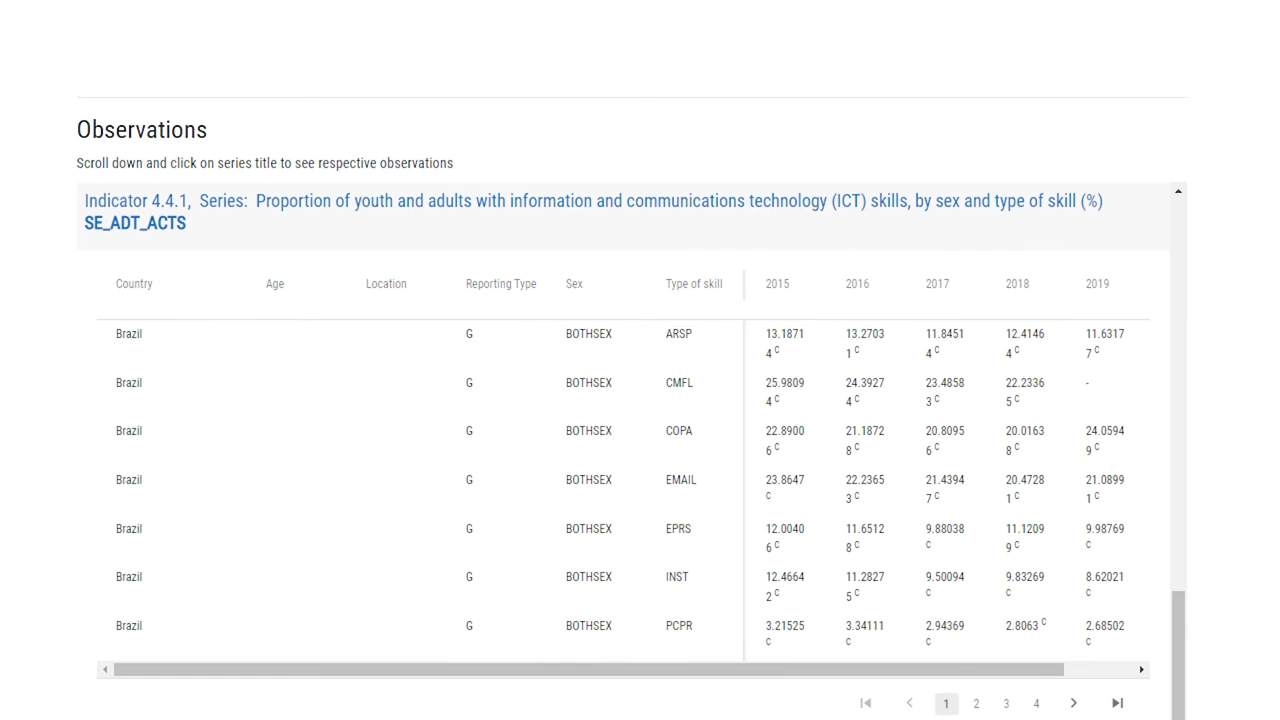 Observations
Scroll down and click on series title to see respective observations
Indicator 4.4.1, Series: Proportion of youth and adults with information and communications technology (ICT) skills, by sex and type of skill (%)
SE_ADT_ACTS
Country Age Location Reporting Type Sex Type of skill 2015 2016 2017 2018 2019
Brazil G BOTHSEX ARSP 13.1871 13.2703 11.8451 12.4146 11.6317
4 C 1 C 4 C 4 C 7 C
Brazil G BOTHSEX CMFL 25.9809 24.3927 23.4858 22.2336 -
4 C 4 C 3 C 5 C
Brazil G BOTHSEX COPA 22.8900 21.1872 20.8095 20.0163 24.0594
6 C 8 C 6 C 8 C 9 C
Brazil G BOTHSEX EMAIL 23.8647 22.2365 21.4394 20.4728 21.0899
C 3 C 7 C 1 C 1 C
Brazil G BOTHSEX EPRS 12.0040 11.6512 9.88038 11.1209 9.98769
6 C 8 C C 9 C C
Brazil G BOTHSEX INST 12.4664 11.2827 9.50094 9.83269 8.62021
2 C 5 C C C C
Brazil G BOTHSEX PCPR 3.21525 3.34111 2.94369 2.8063 C 2.68502
C C C C
1 2 3 4